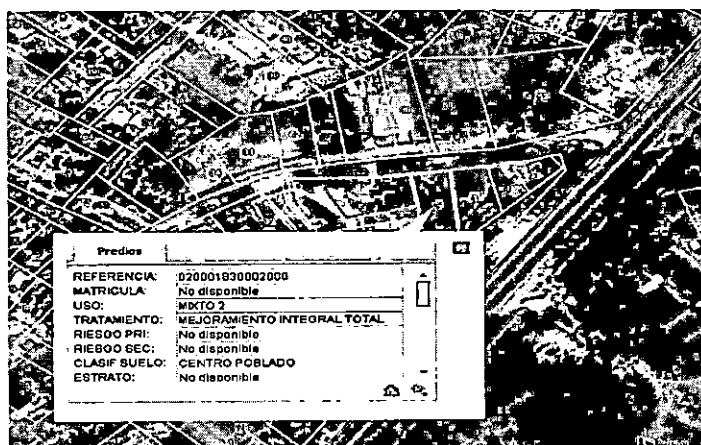 Predios
REFERENCIA: 020001830002000
MATRICULA: No disponible
USO: MIXTO 2
TRATAMIENTO: MEJORAMIENTO INTEGRAL TOTAL
RIESGO PRI: No disponible
RIESGO SEC: No disponible
CLASIF SUELO: CENTRO POBLADO
ESTRATO: No disponible